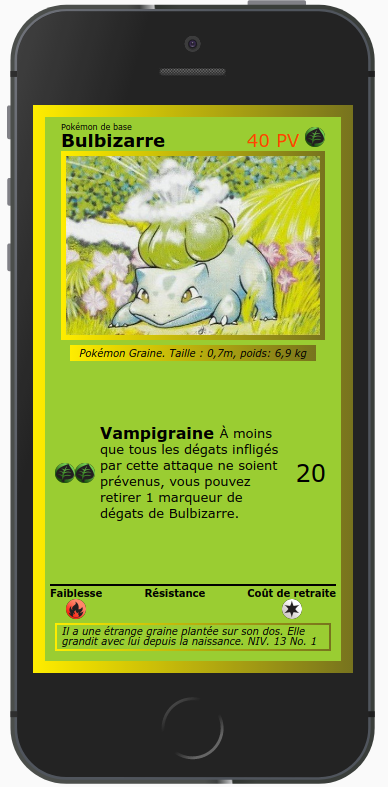 Pokémon de base
Bulbizarre 40 PV
Pokémon Graine. Taille : 0,7m, poids: 6,9 kg
Vampigraine À moins
que tous les dégats infligés
par cette attaque ne soient
prévenus, vous pouvez
retirer 1 marqueur de
dégats de Bulbizarre.
20
Faiblesse Résistance Coût de retraite
Il a une étrange graine plantée sur son dos. Elle
grandit avec lui depuis la naissance. NIV. 13 No. 1